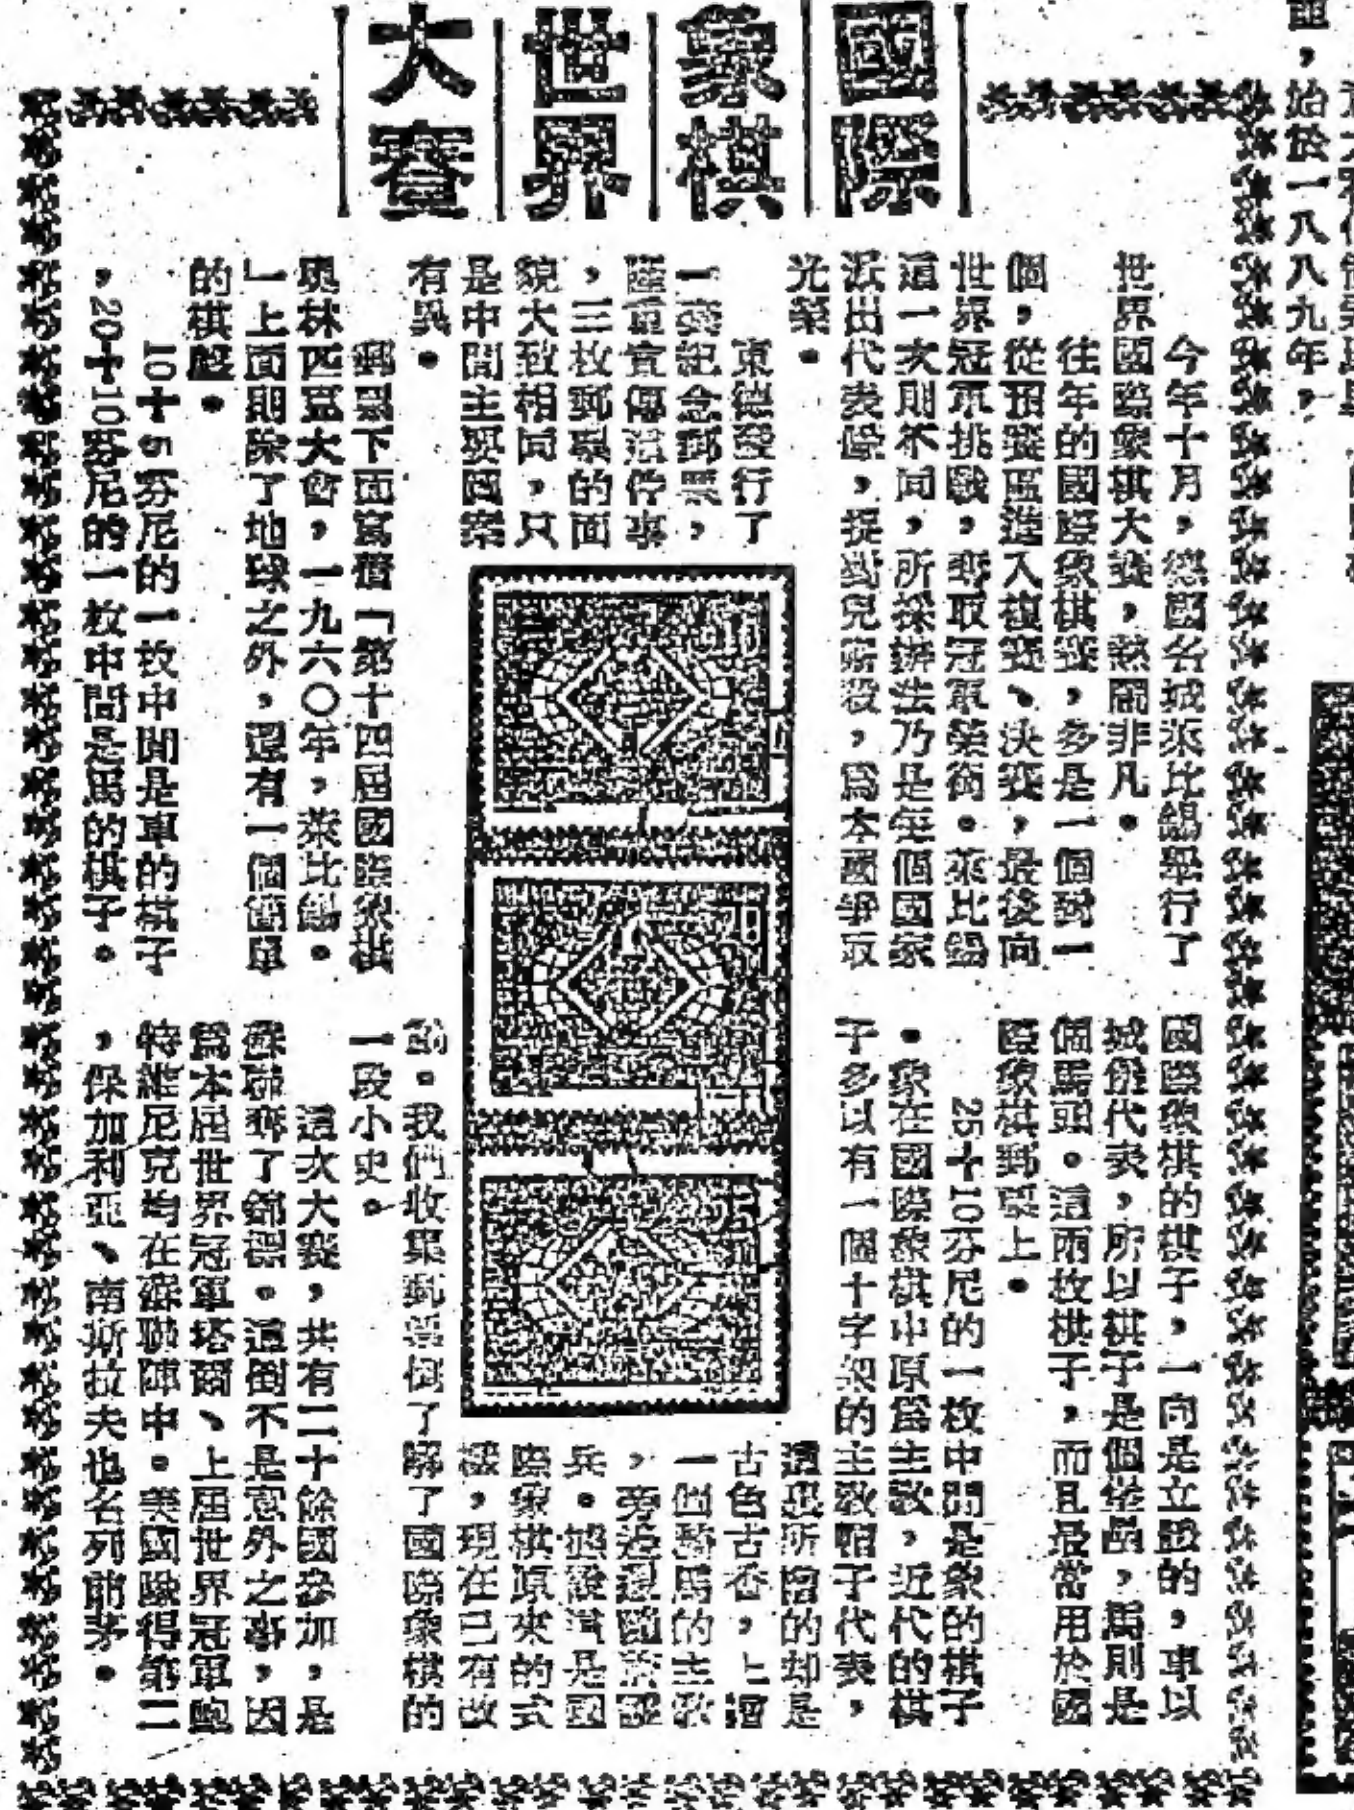 國際
象棋
世界
大賽
今年十月，德國名城萊比錫舉行了
世界國際象棋大賽，熱鬧非凡。
往年的國際象棋賽，多是一個對一
個，從預賽區進入複賽、決賽，最後向
世界冠軍挑戰，奪取冠軍榮銜。萊比錫
這一次則不同，所採辦法乃是每個國家
派出代表隊，捉對兒廝殺，爲本國爭取
光榮。
東德發行了
一套紀念郵票，
隆重宣傳這件事
，三枚郵票的面
貌大致相同，只
是中間主要圖案
有異。
郵票下面寫着「第十四屆國際象棋
奧林匹克大會，一九六〇年，萊比錫。
」上面則除了地球之外，還有一個簡單
的棋盤。
10十5芬尼的一枚中間是車的棋子
，20十10芬尼的一枚中間是馬的棋子。
國際象棋的棋子，一向是立體的，車以
城堡代表，所以棋子是個堡壘，馬則是
個馬頭。這兩枚棋子，而且最常用於國
際象棋郵票上。
25十10芬尼的一枚中間是象的棋子
。象在國際象棋中原爲主教，近代的棋
子多以有一個十字架的主教帽子代表，
這裏所繪的却是
古色古香，上繪
一個騎馬的主教
，旁邊還隨於
兵。據說這是國
際象棋原來的式
樣，現在已有改
動。我們收集郵票倒了解了國際象棋的
一段小史。
這次大賽，共有二十餘國參加，是
蘇聯奪了錦標。這倒不是意外之事，因
爲本屆世界冠軍塔爾、上屆世界冠軍鮑
特維尼克均在蘇聯陣中。美國隊得第二
，保加利亞、南斯拉夫也名列前茅。
始於一八八九年，